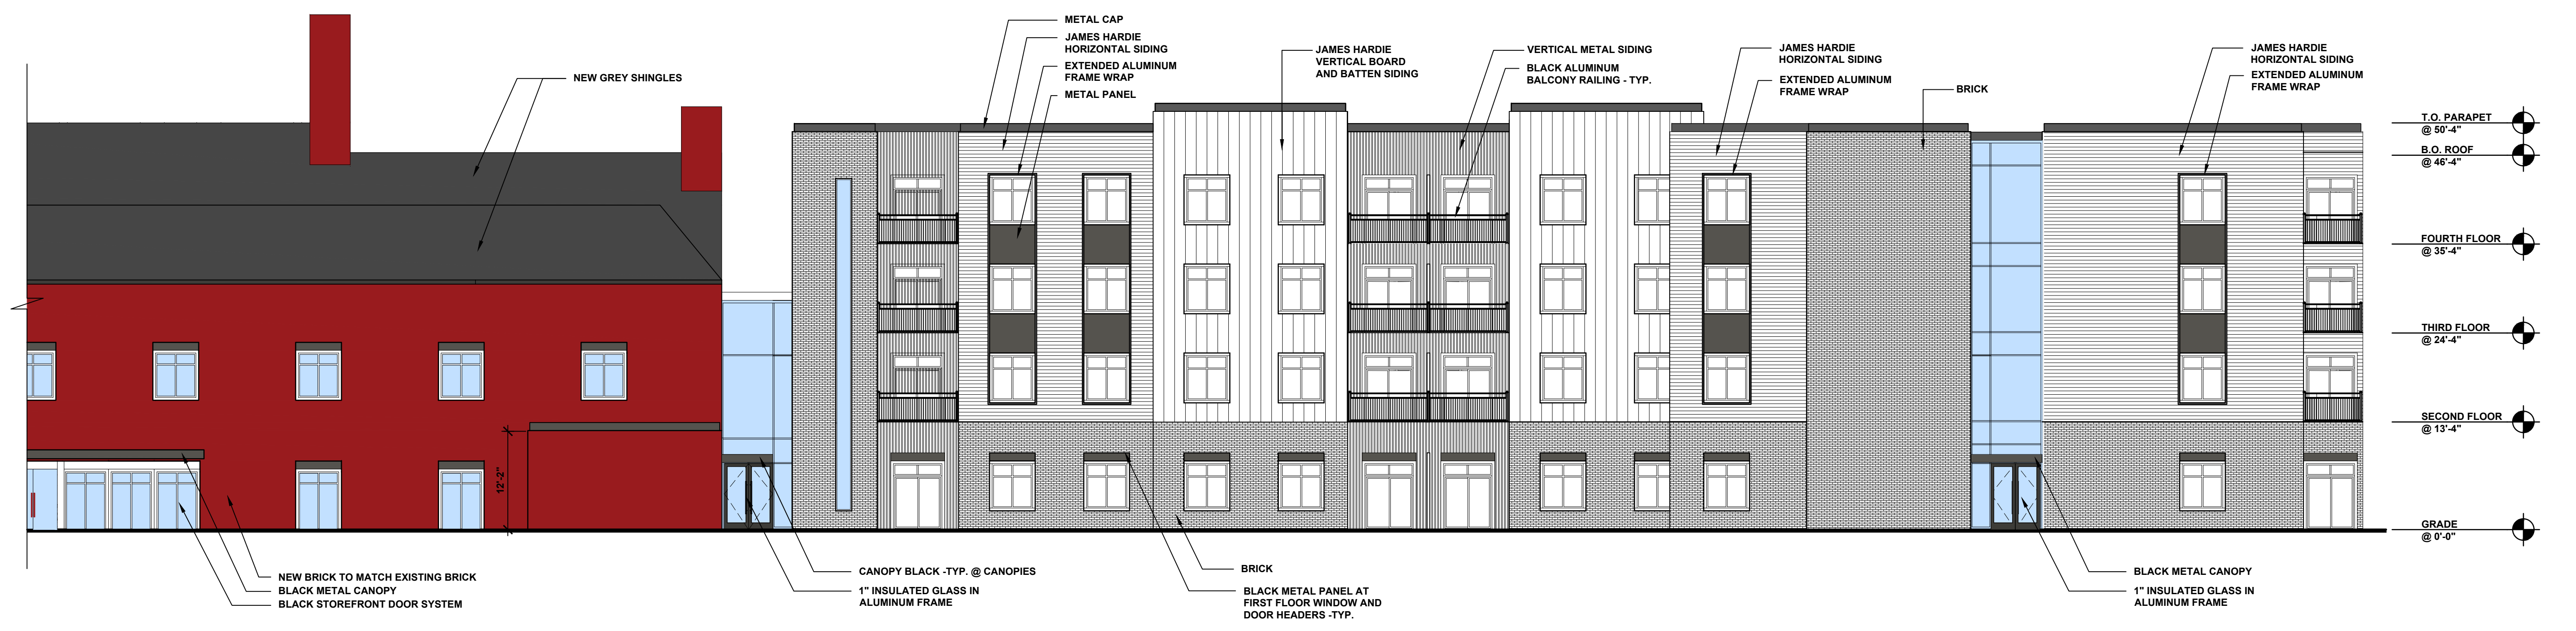 METAL CAP
JAMES HARDIE
HORIZONTAL SIDING
EXTENDED ALUMINUM
FRAME WRAP
METAL PANEL
NEW GREY SHINGLES
JAMES HARDIE
VERTICAL BOARD
AND BATTEN SIDING
VERTICAL METAL SIDING
BLACK ALUMINUM
BALCONY RAILING - TYP.
JAMES HARDIE
HORIZONTAL SIDING
EXTENDED ALUMINUM
FRAME WRAP
BRICK
JAMES HARDIE
HORIZONTAL SIDING
EXTENDED ALUMINUM
FRAME WRAP
T.O. PARAPET
@ 50'-4"
B.O. ROOF
@ 46'-4"
FOURTH FLOOR
@ 35'-4"
THIRD FLOOR
@ 24'-4"
SECOND FLOOR
@ 13'-4"
GRADE
@ 0'-0"
12'-2"
NEW BRICK TO MATCH EXISTING BRICK
BLACK METAL CANOPY
BLACK STOREFRONT DOOR SYSTEM
CANOPY BLACK -TYP. @ CANOPIES
1" INSULATED GLASS IN
ALUMINUM FRAME
BRICK
BLACK METAL PANEL AT
FIRST FLOOR WINDOW AND
DOOR HEADERS -TYP.
BLACK METAL CANOPY
1" INSULATED GLASS IN
ALUMINUM FRAME